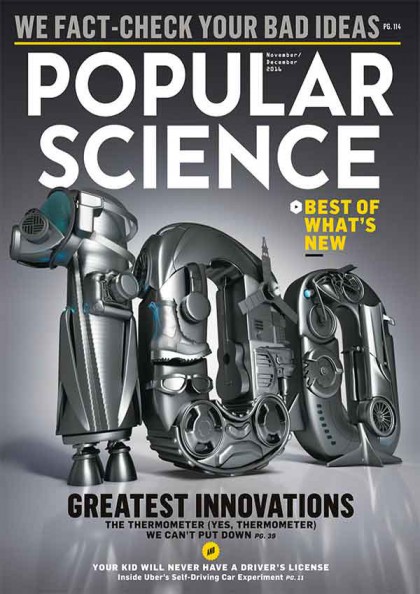 WE FACT-CHECK YOUR BAD IDEAS PG. 114
POPULAR
SCIENCE
November/
December
2016
BEST OF
WHAT'S
NEW
100
GREATEST INNOVATIONS
THE THERMOMETER (YES, THERMOMETER)
WE CAN'T PUT DOWN PG. 39
YOUR KID WILL NEVER HAVE A DRIVER'S LICENSE
Inside Uber's Self-Driving Car Experiment PG. 11